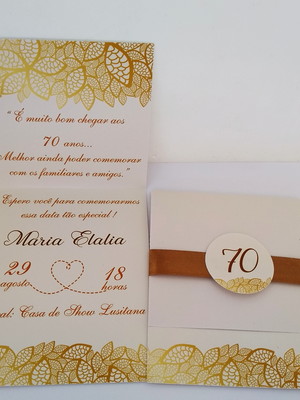 “É muito bom chegar aos
70 anos...
Melhor ainda poder comemorar
com os familiares e amigos.”
Espero você para comemorarmos
essa data tão especial !
Maria Elalia
29 18
agosto horas
al: Casa de Show Lusitana
70